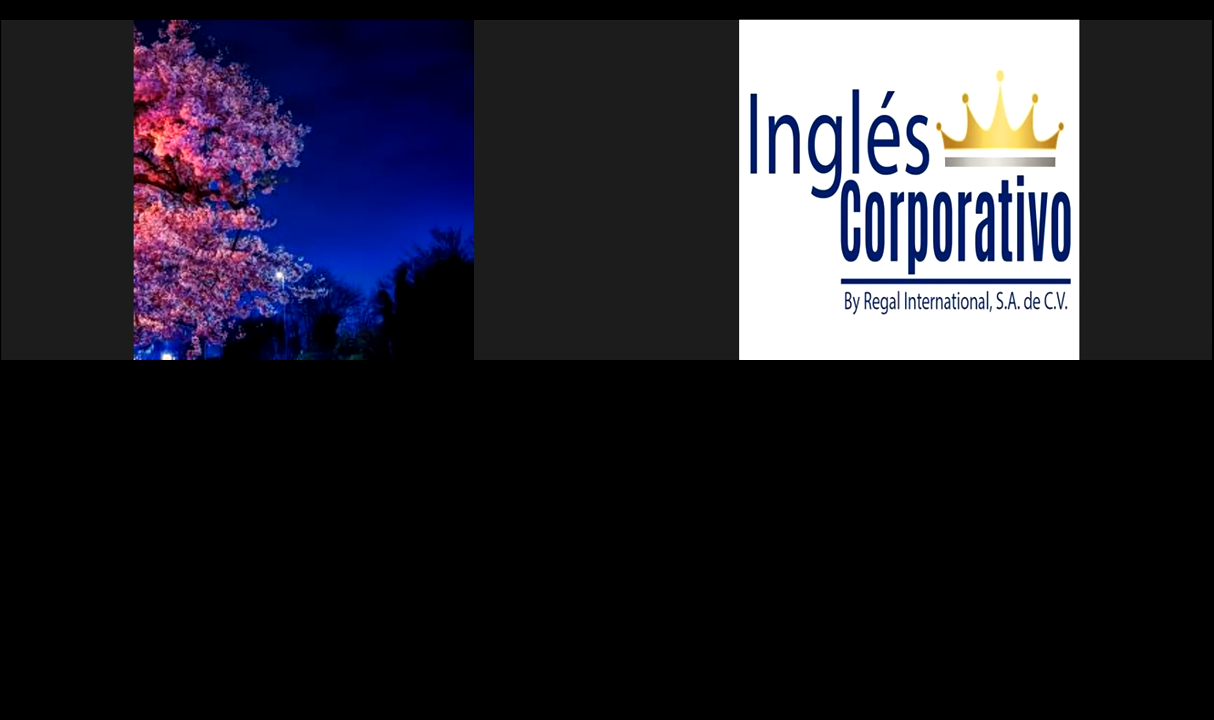 Inglés
Corporativo
By Regal International, S.A. de C.V.